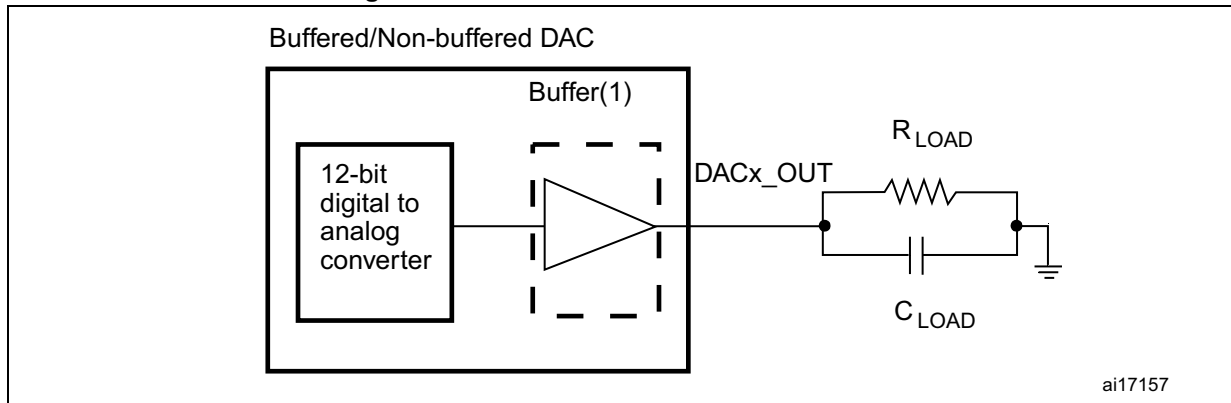 Buffered/Non-buffered DAC
Buffer(1)
12-bit
digital to
analog
converter
DACx_OUT
R LOAD
C LOAD
ai17157